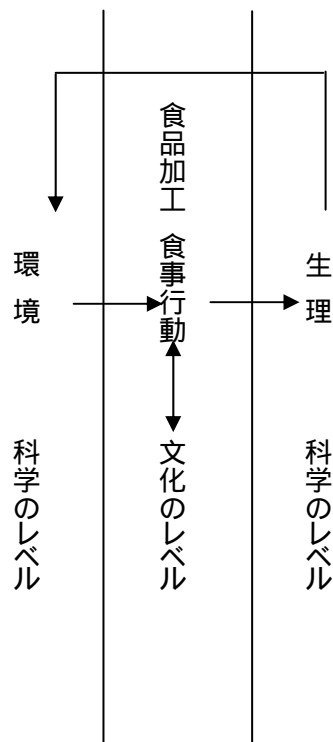 環境
科学のレベル
食品加工 食事行動
文化のレベル
生理
科学のレベル